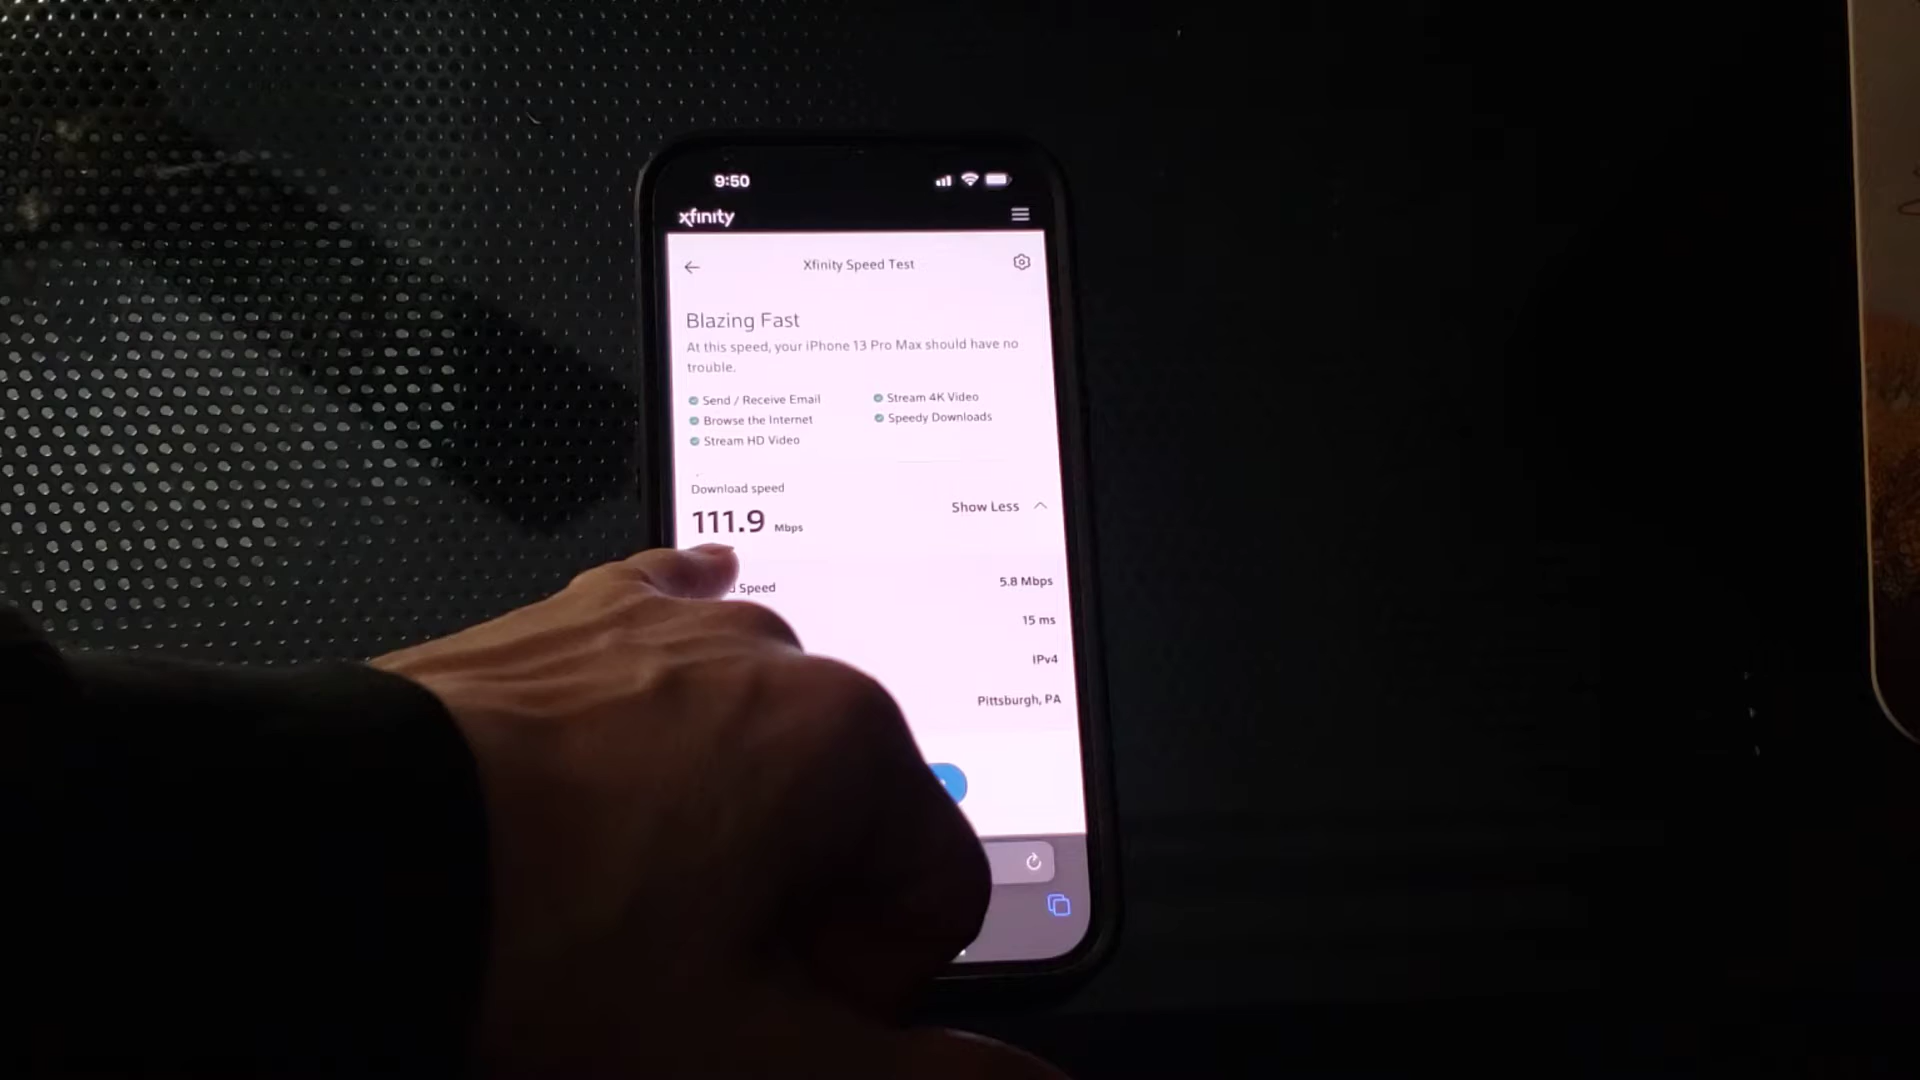 9:50
xfinity
Xfinity Speed Test
Blazing Fast
At this speed, your iPhone 13 Pro Max should have no
trouble.
Send / Receive Email
Stream 4K Video
Browse the Internet
Speedy Downloads
Stream HD Video
Download speed
Show Less
111.9 Mbps
Speed
5.8 Mbps
15 ms
IPv4
Pittsburgh, PA